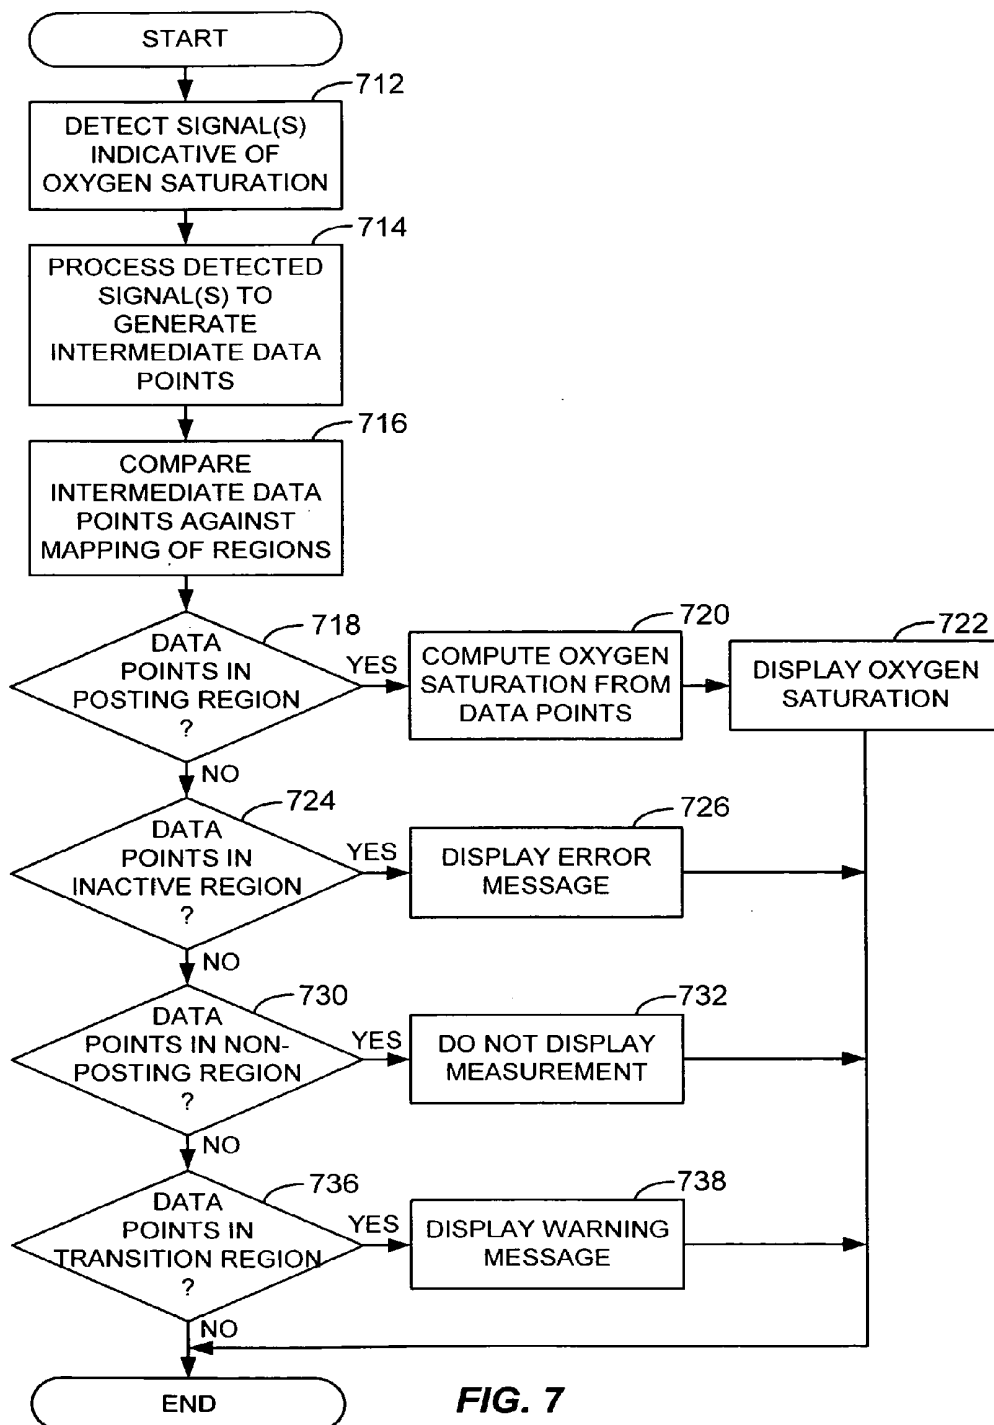 START
712
DETECT SIGNAL(S)
INDICATIVE OF
OXYGEN SATURATION
714
PROCESS DETECTED
SIGNAL(S) TO
GENERATE
INTERMEDIATE DATA
POINTS
716
COMPARE
INTERMEDIATE DATA
POINTS AGAINST
MAPPING OF REGIONS
718
DATA
POINTS IN
POSTING REGION
?
YES
720
COMPUTE OXYGEN
SATURATION FROM
DATA POINTS
722
DISPLAY OXYGEN
SATURATION
NO
724
DATA
POINTS IN
INACTIVE REGION
?
YES
726
DISPLAY ERROR
MESSAGE
NO
730
DATA
POINTS IN NON-
POSTING REGION
?
YES
732
DO NOT DISPLAY
MEASUREMENT
NO
736
DATA
POINTS IN
TRANSITION REGION
?
YES
738
DISPLAY WARNING
MESSAGE
NO
END
FIG. 7